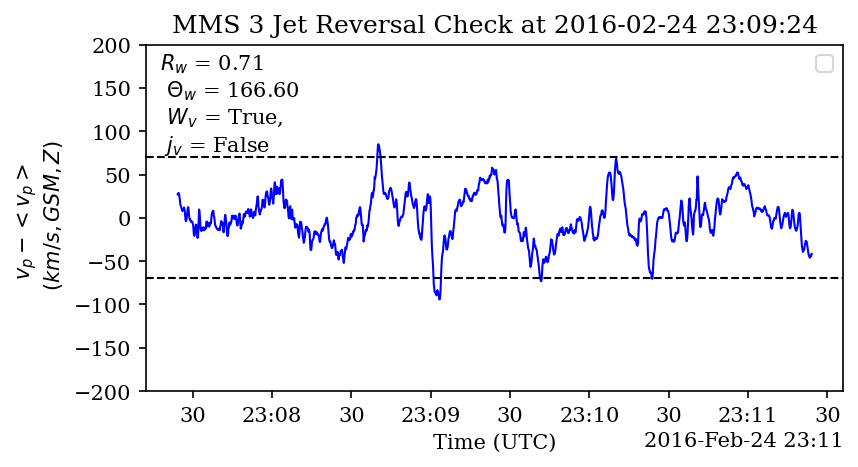 MMS 3 Jet Reversal Check at 2016-02-24 23:09:24
200
150
100
50
0
−50
−100
−150
−200
v_p − < v_p >
(km/s, GSM, Z)
R_w = 0.71
Θ_w = 166.60
W_v = True,
j_v = False
30 23:08 30 23:09 30 23:10 30 23:11 30
Time (UTC)
2016-Feb-24 23:11